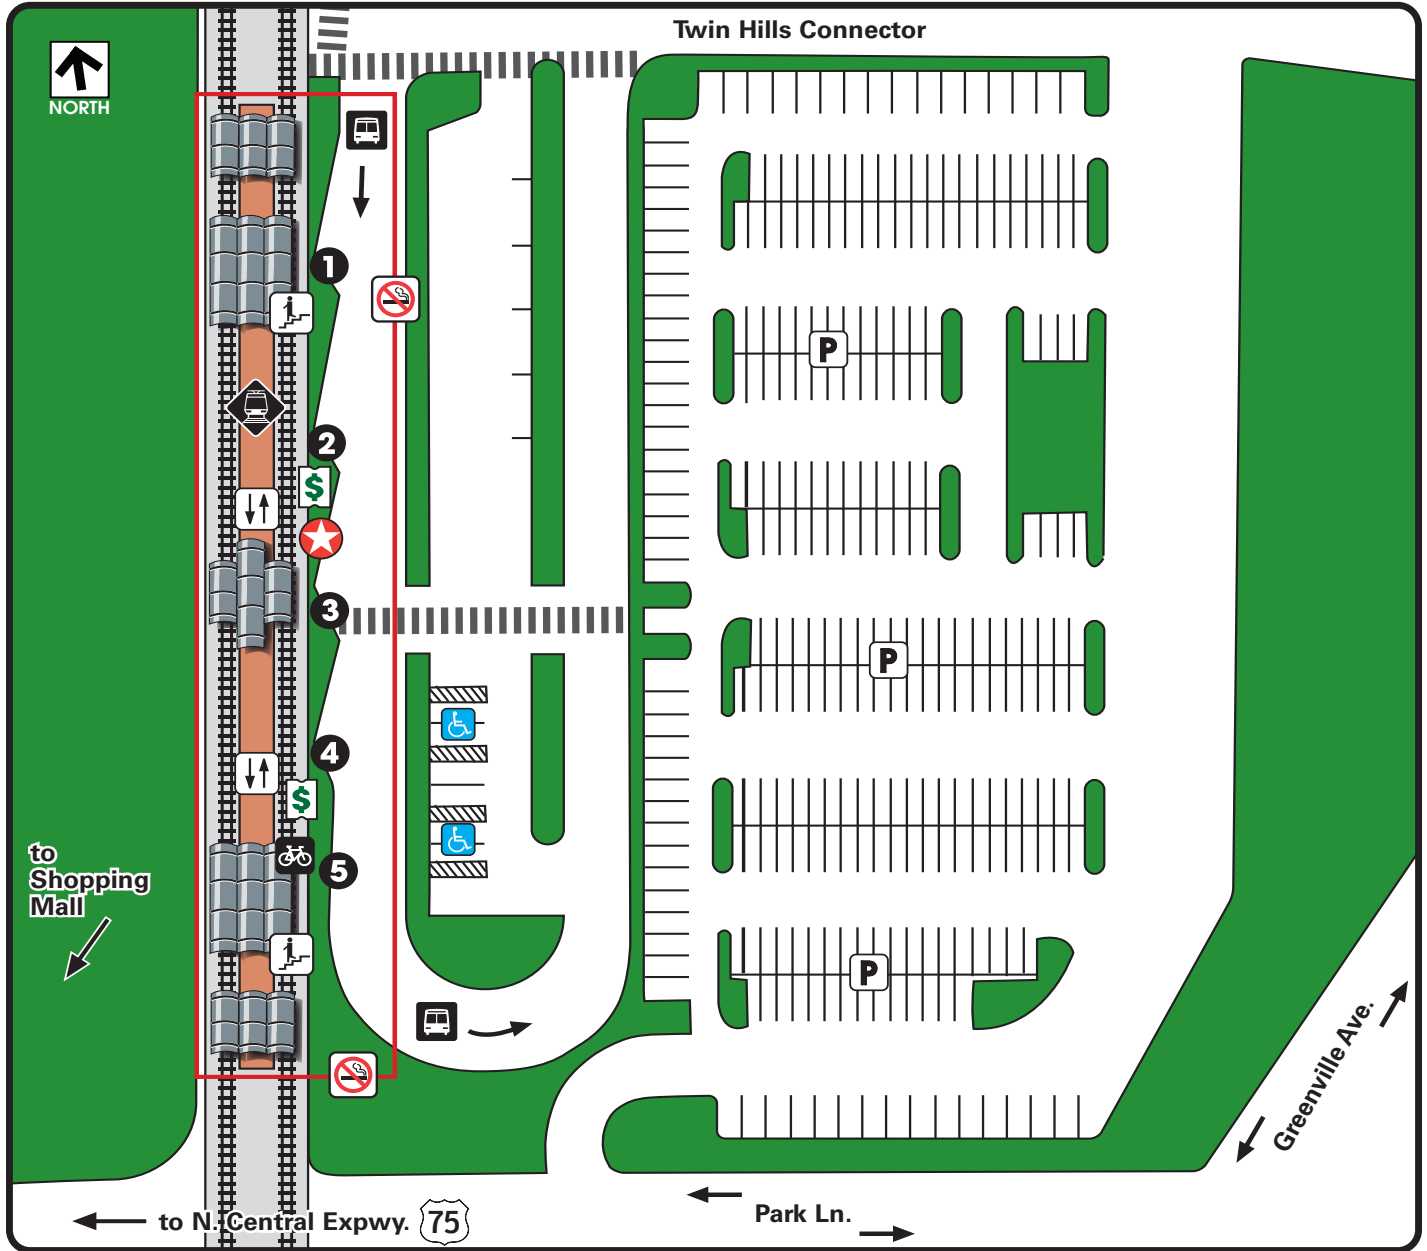 Twin Hills Connector
NORTH
1
2
$
P
3
P
4
$
5
to
Shopping
Mall
P
Greenville Ave.
to N. Central Expwy. 75
Park Ln.